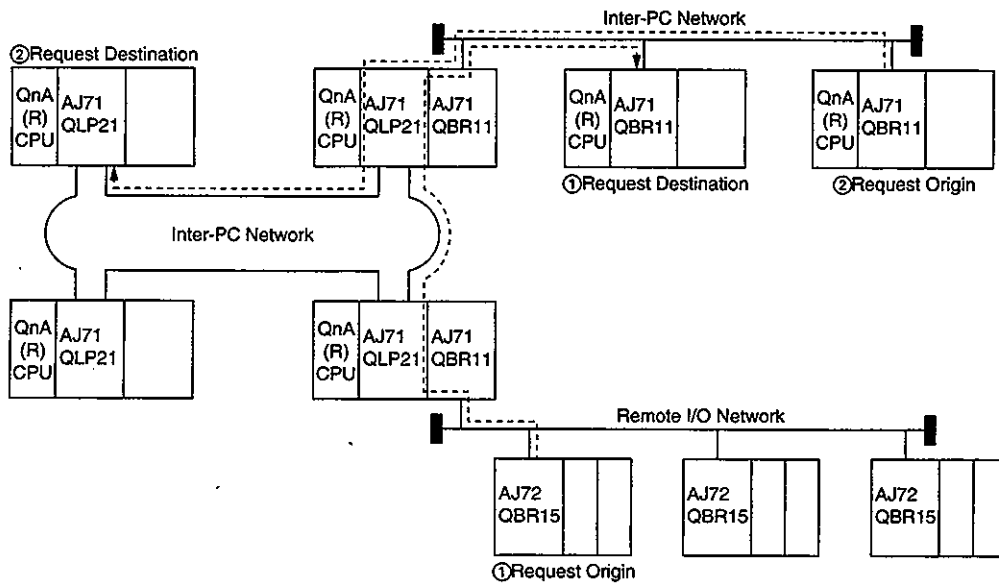 Inter-PC Network
②Request Destination
QnA
(R)
CPU
AJ71
QLP21
QnA
(R)
CPU
AJ71
QLP21
AJ71
QBR11
QnA
(R)
CPU
AJ71
QBR11
QnA
(R)
CPU
AJ71
QBR11
①Request Destination
②Request Origin
Inter-PC Network
QnA
(R)
CPU
AJ71
QLP21
QnA
(R)
CPU
AJ71
QLP21
AJ71
QBR11
Remote I/O Network
AJ72
QBR15
AJ72
QBR15
AJ72
QBR15
①Request Origin